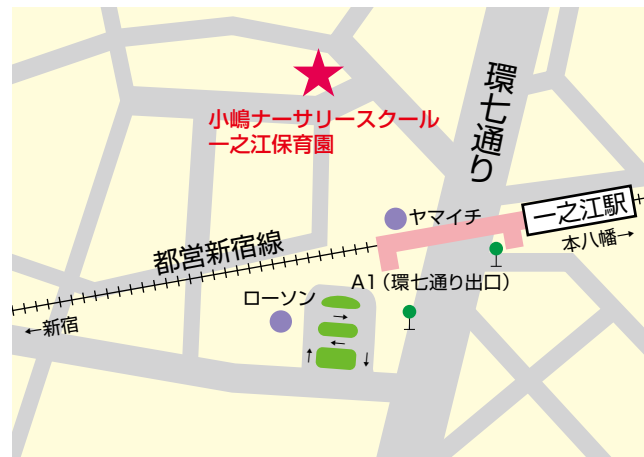 小嶋ナーサリースクール
一之江保育園
環七通り
ヤマイチ
一之江駅
本八幡→
都営新宿線
A1（環七通り出口）
ローソン
←新宿